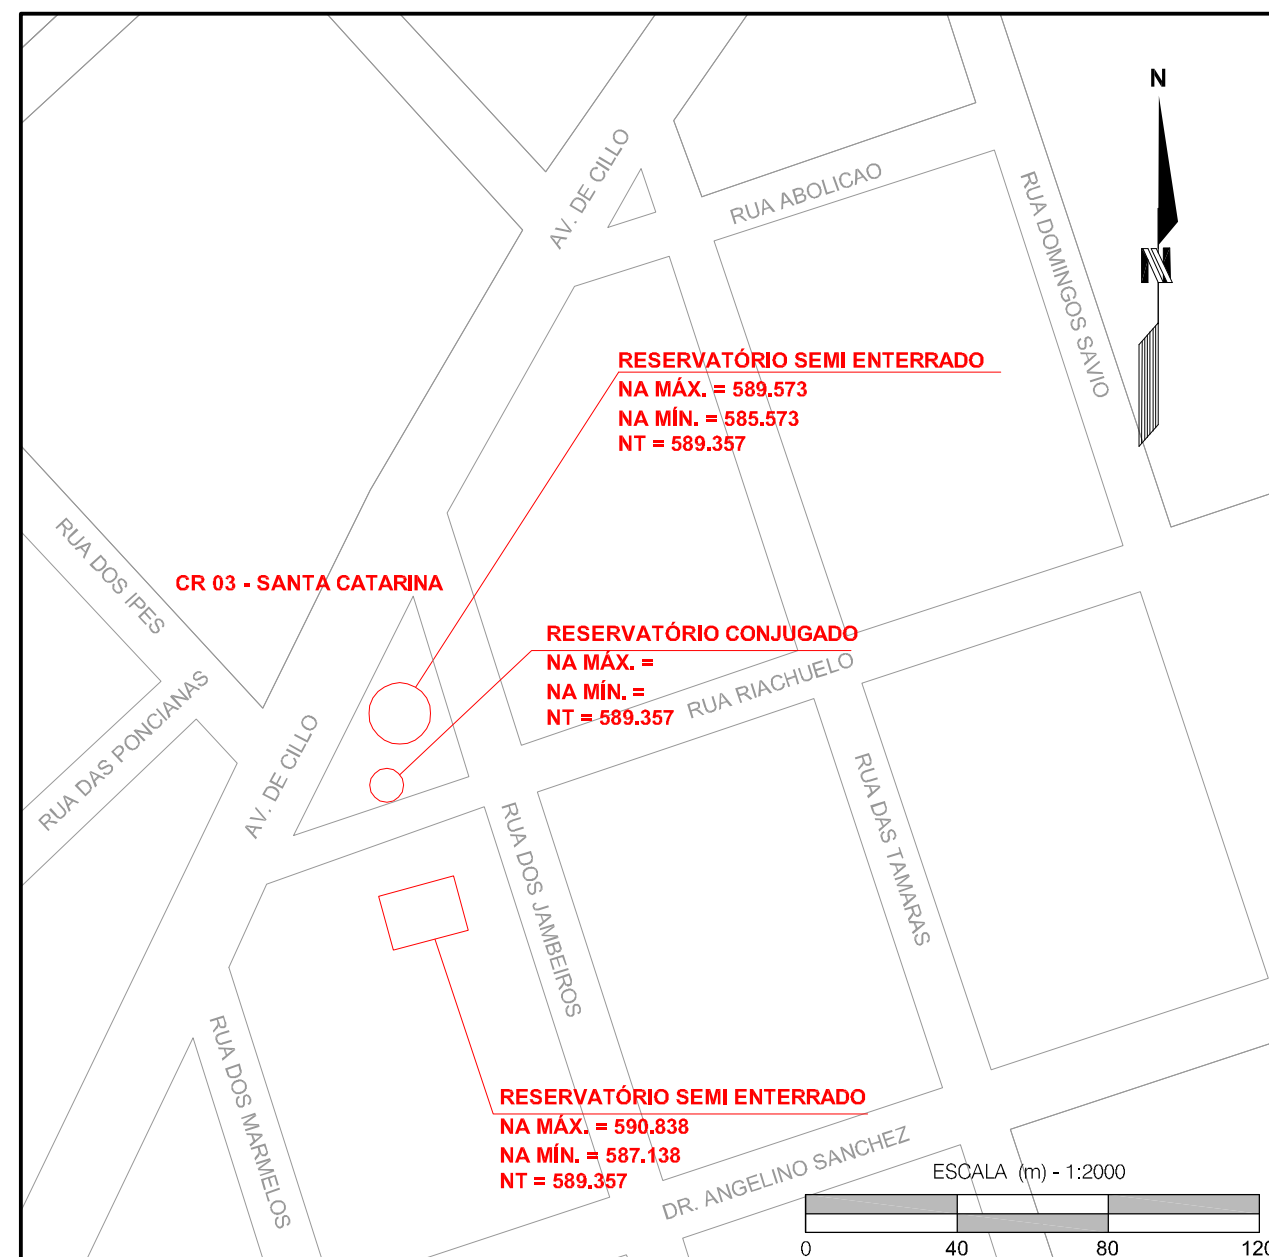 N
AV. DE CILLO
RUA ABOLICAO
RUA DOMINGOS SAVIO
N
RESERVATÓRIO SEMI ENTERRADO
NA MÁX. = 589.573
NA MÍN. = 585.573
NT = 589.357
RUA DOS IPES
CR 03 - SANTA CATARINA
RESERVATÓRIO CONJUGADO
NA MÁX. =
NA MÍN. =
NT = 589.357
RUA RIACHUELO
RUA DAS PONCIANAS
AV. DE CILLO
RUA DOS JAMBEIROS
RUA DAS TAMARAS
RUA DOS MARMELOS
RESERVATÓRIO SEMI ENTERRADO
NA MÁX. = 590.838
NA MÍN. = 587.138
NT = 589.357
DR. ANGELINO SANCHEZ
ESCALA (m) - 1:2000
0 40 80 120